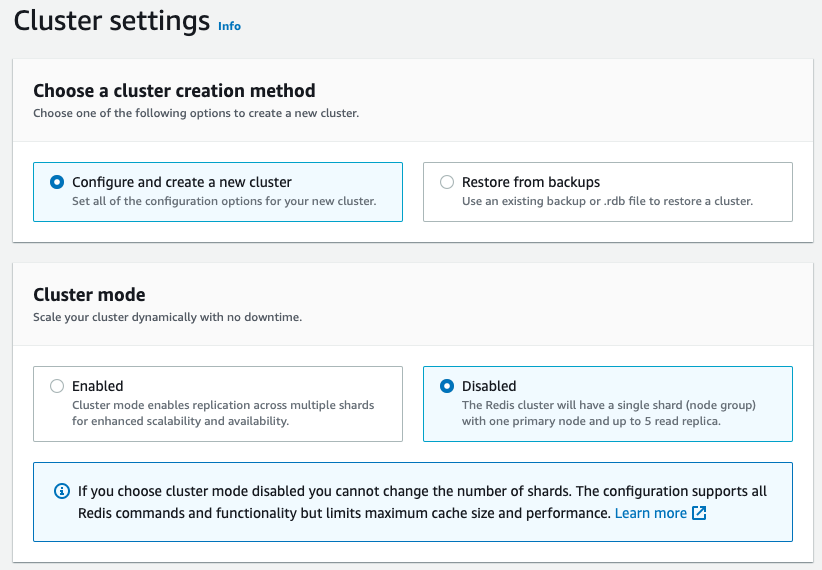 Cluster settings Info
Choose a cluster creation method
Choose one of the following options to create a new cluster.
Configure and create a new cluster
Set all of the configuration options for your new cluster.
Restore from backups
Use an existing backup or .rdb file to restore a cluster.
Cluster mode
Scale your cluster dynamically with no downtime.
Enabled
Cluster mode enables replication across multiple shards
for enhanced scalability and availability.
Disabled
The Redis cluster will have a single shard (node group)
with one primary node and up to 5 read replica.
If you choose cluster mode disabled you cannot change the number of shards. The configuration supports all
Redis commands and functionality but limits maximum cache size and performance. Learn more